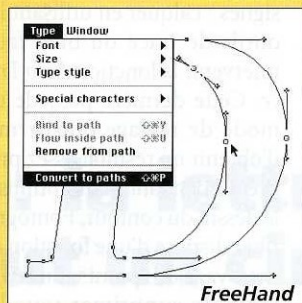 Type Window
Font
Size
Type style
Special characters
Bind to path ⇧⌘Y
Flow inside path ⇧⌘U
Remove from path
Convert to paths ⇧⌘P
FreeHand